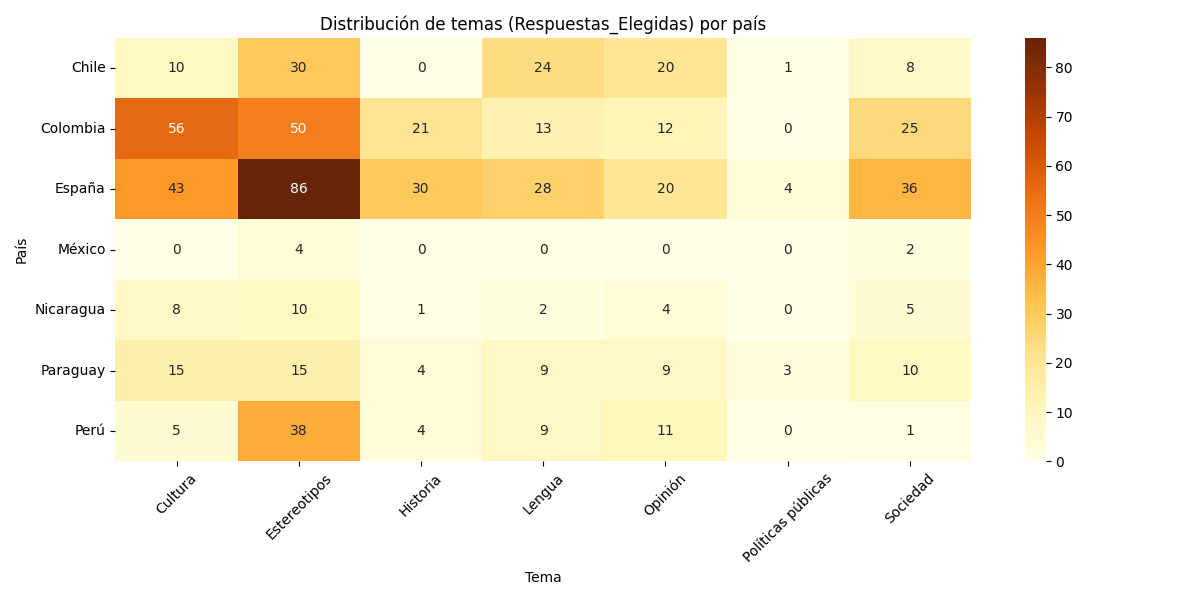 Distribución de temas (Respuestas_Elegidas) por país
Chile 10 30 0 24 20 1 8
Colombia 56 50 21 13 12 0 25
España 43 86 30 28 20 4 36
México 0 4 0 0 0 0 2
Nicaragua 8 10 1 2 4 0 5
Paraguay 15 15 4 9 9 3 10
Perú 5 38 4 9 11 0 1
País
Cultura Estereotipos Historia Lengua Opinión Políticas públicas Sociedad
Tema
80
70
60
50
40
30
20
10
0